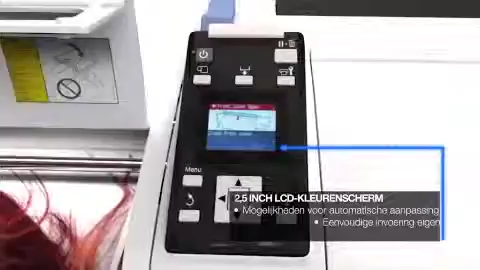 Menu
2,5 INCH LCD-KLEURENSCHERM
• Mogelijkheden voor automatische aanpassing
• Eenvoudige invoering eigen